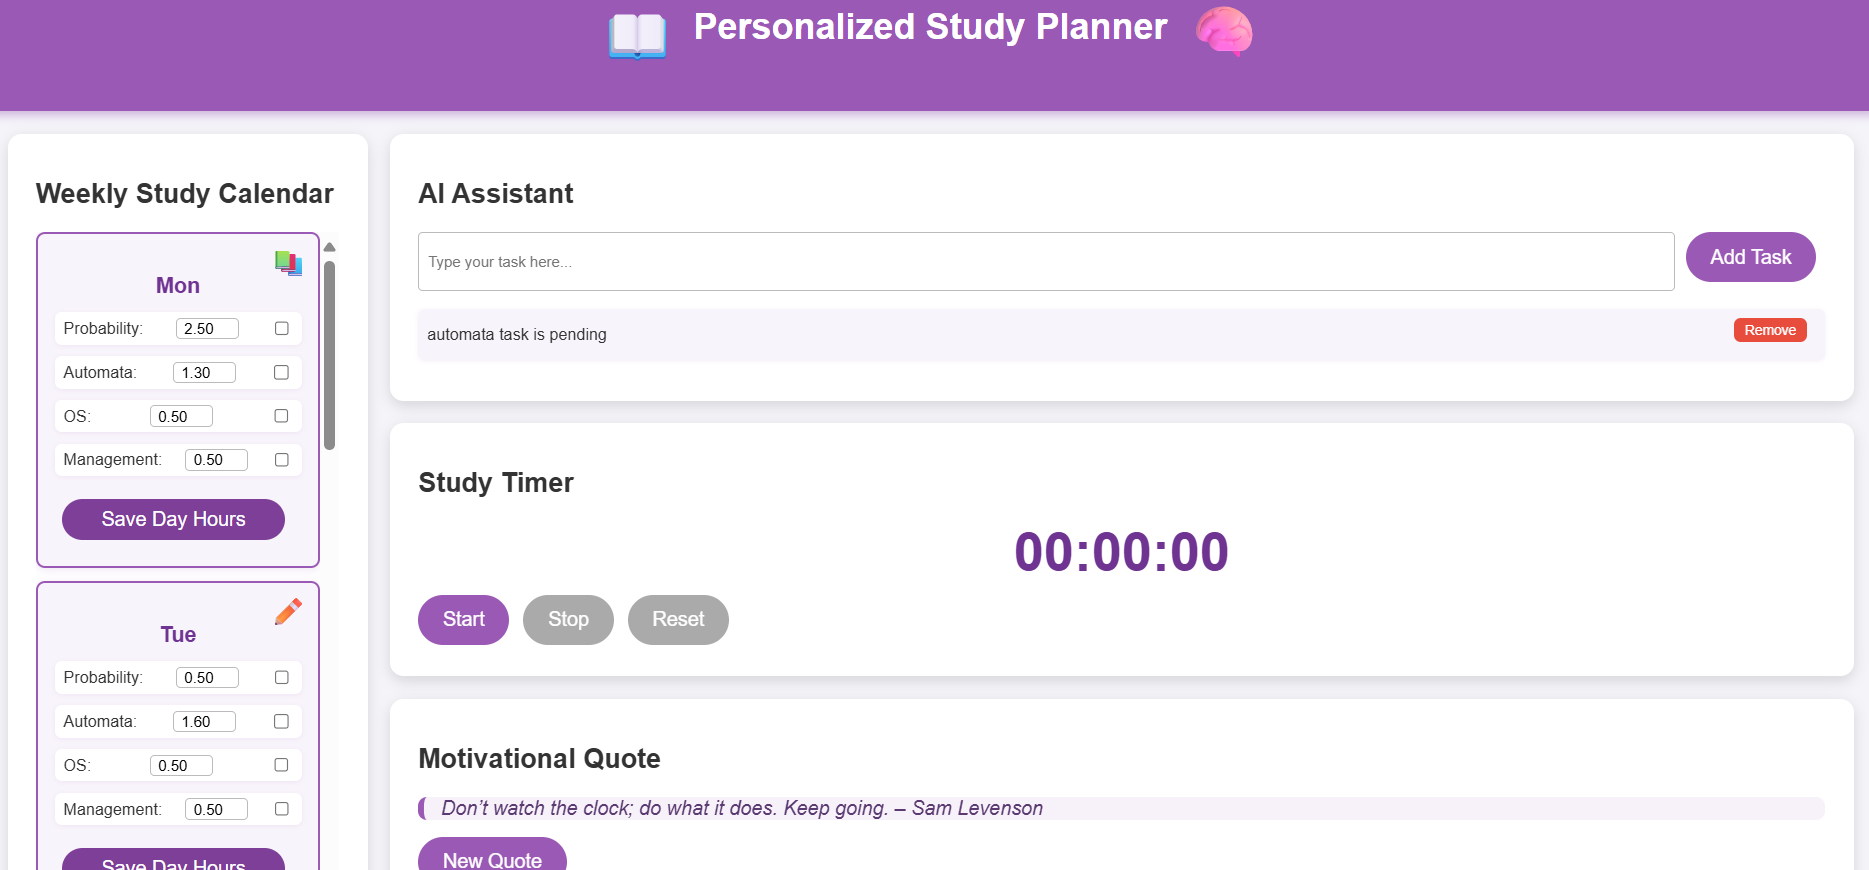 Personalized Study Planner
Weekly Study Calendar
Mon
Probability: 2.50
Automata: 1.30
OS: 0.50
Management: 0.50
Save Day Hours
Tue
Probability: 0.50
Automata: 1.60
OS: 0.50
Management: 0.50
Save Day Hours
AI Assistant
Type your task here...
Add Task
automata task is pending
Remove
Study Timer
00:00:00
Start
Stop
Reset
Motivational Quote
Don’t watch the clock; do what it does. Keep going. – Sam Levenson
New Quote